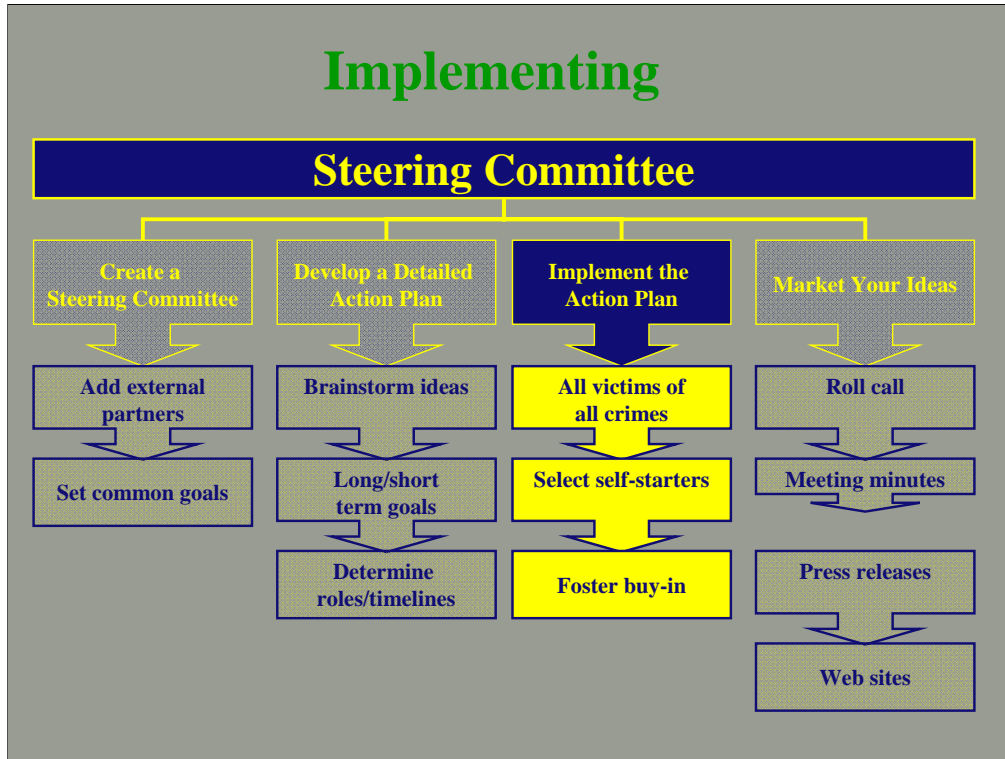 Implementing
Steering Committee
Create a
Steering Committee
Add external
partners
Set common goals
Develop a Detailed
Action Plan
Brainstorm ideas
Long/short
term goals
Determine
roles/timelines
Implement the
Action Plan
All victims of
all crimes
Select self-starters
Foster buy-in
Market Your Ideas
Roll call
Meeting minutes
Press releases
Web sites